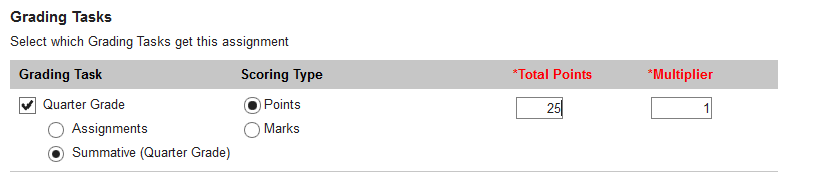 Grading Tasks
Select which Grading Tasks get this assignment
Grading Task Scoring Type *Total Points *Multiplier
Quarter Grade Points 25 1
Assignments Marks
Summative (Quarter Grade)